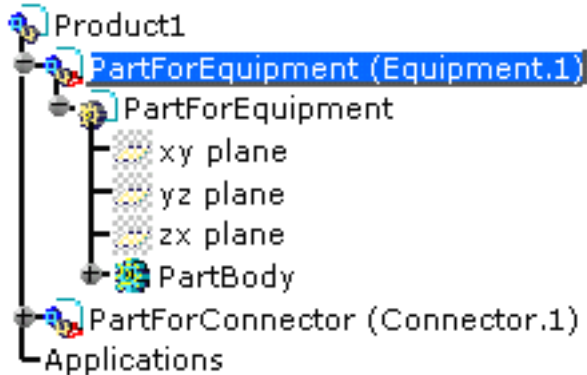 Product1
PartForEquipment (Equipment.1)
PartForEquipment
xy plane
yz plane
zx plane
PartBody
PartForConnector (Connector.1)
Applications